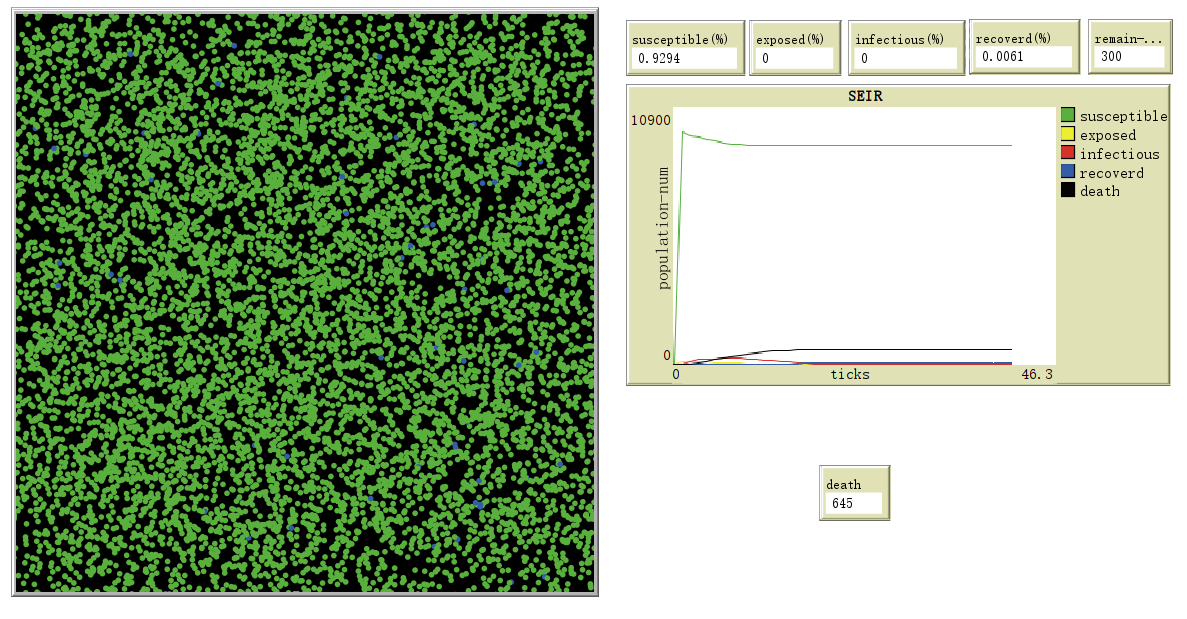 susceptible(%)
0.9294
exposed(%)
0
infectious(%)
0
recoverd(%)
0.0061
remain-...
300
SEIR
10900
population-num
0
0
ticks
46.3
susceptible
exposed
infectious
recoverd
death
death
645